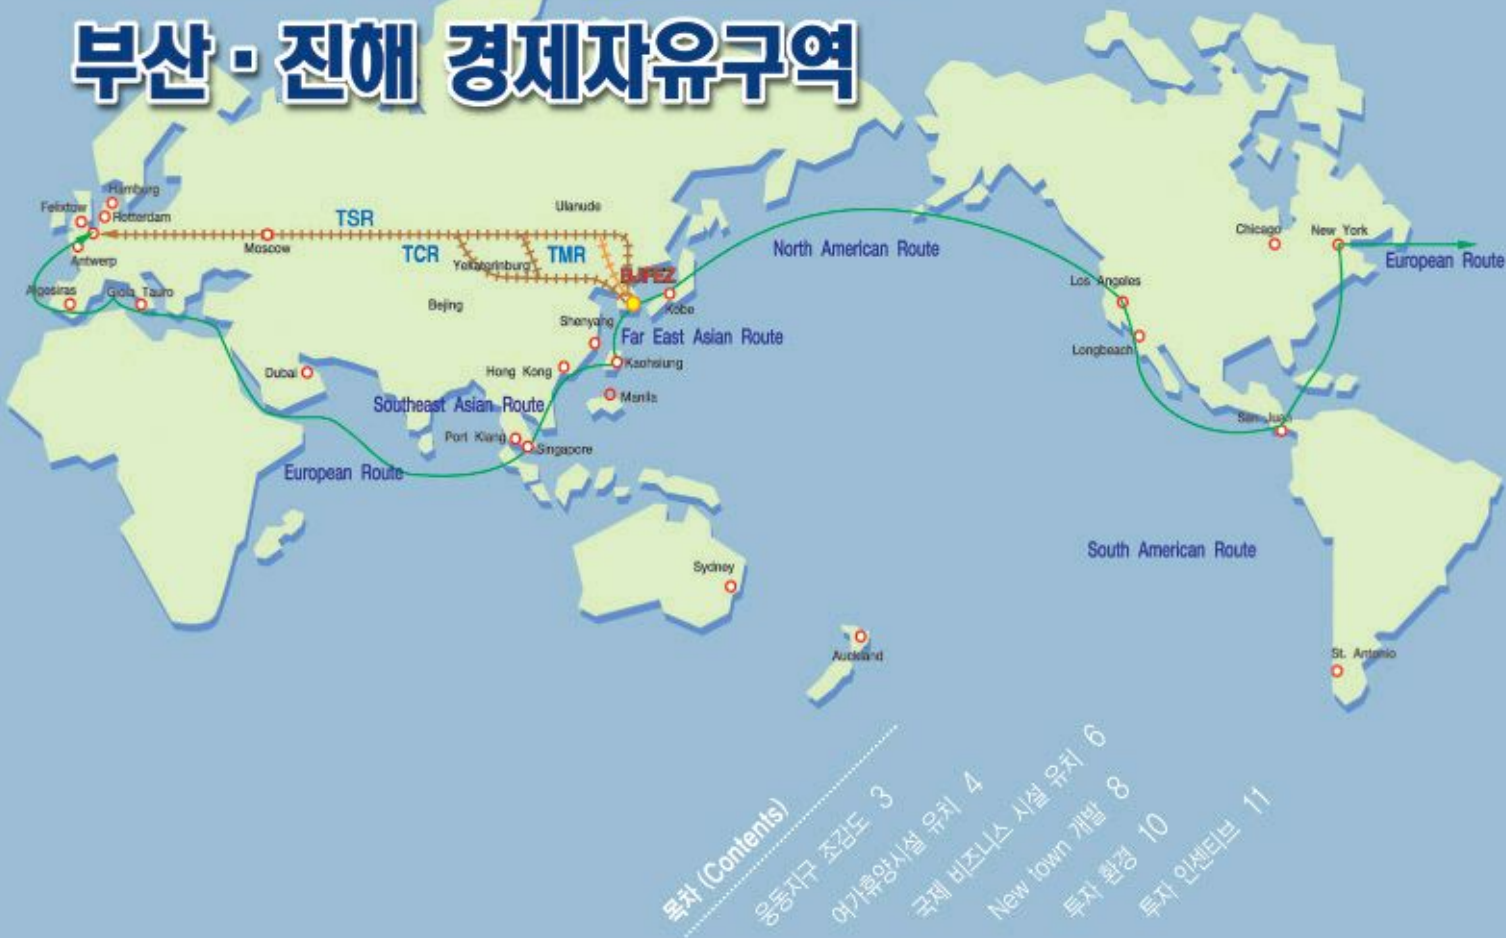 부산·진해 경제자유구역
Hamburg
Felixtow
Rotterdam
TSR
Ulanude
Moscow
TCR
TMR
Yekaterinburg
Antwerp
BJFEZ
North American Route
Chicago
New York
European Route
Algesiras
Gioia Tauro
Bejing
Kobe
Los Angeles
Shenyang
Far East Asian Route
Longbeach
Dubai
Hong Kong
Kaohsiung
Southeast Asian Route
Manila
San Juan
Port Klang
Singapore
European Route
South American Route
Sydney
Auckland
St. Antonio
목차 (Contents)
웅동지구 조감도 3
여가휴양시설 유치 4
국제 비즈니스 시설 유치 6
New town 개발 8
투자 환경 10
투자 인센티브 11